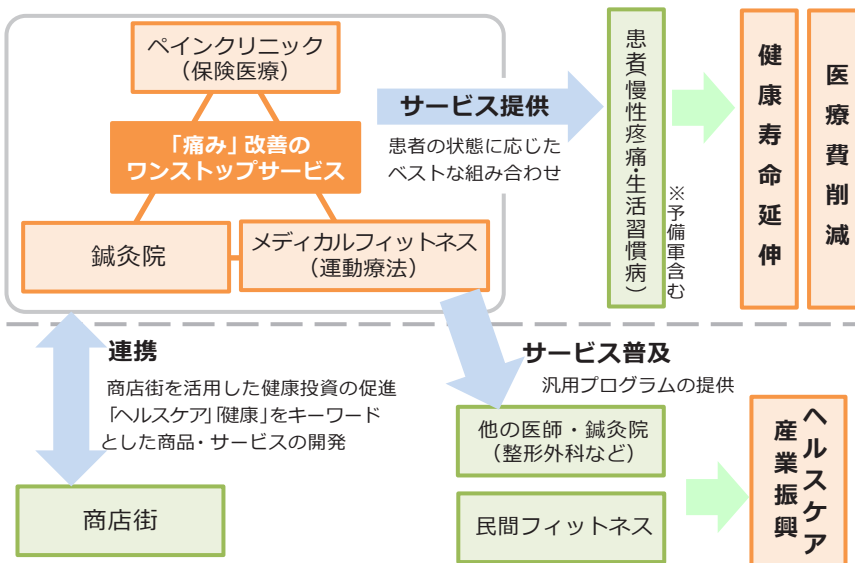 ペインクリニック
（保険医療）
「痛み」改善の
ワンストップサービス
鍼灸院
メディカルフィットネス
（運動療法）
サービス提供
患者の状態に応じた
ベストな組み合わせ
患者（慢性疼痛・生活習慣病）
※予備軍含む
健康寿命延伸
医療費削減
連携
商店街を活用した健康投資の促進
「ヘルスケア」「健康」をキーワード
とした商品・サービスの開発
商店街
サービス普及
汎用プログラムの提供
他の医師・鍼灸院
（整形外科など）
民間フィットネス
ヘルスケア
産業振興